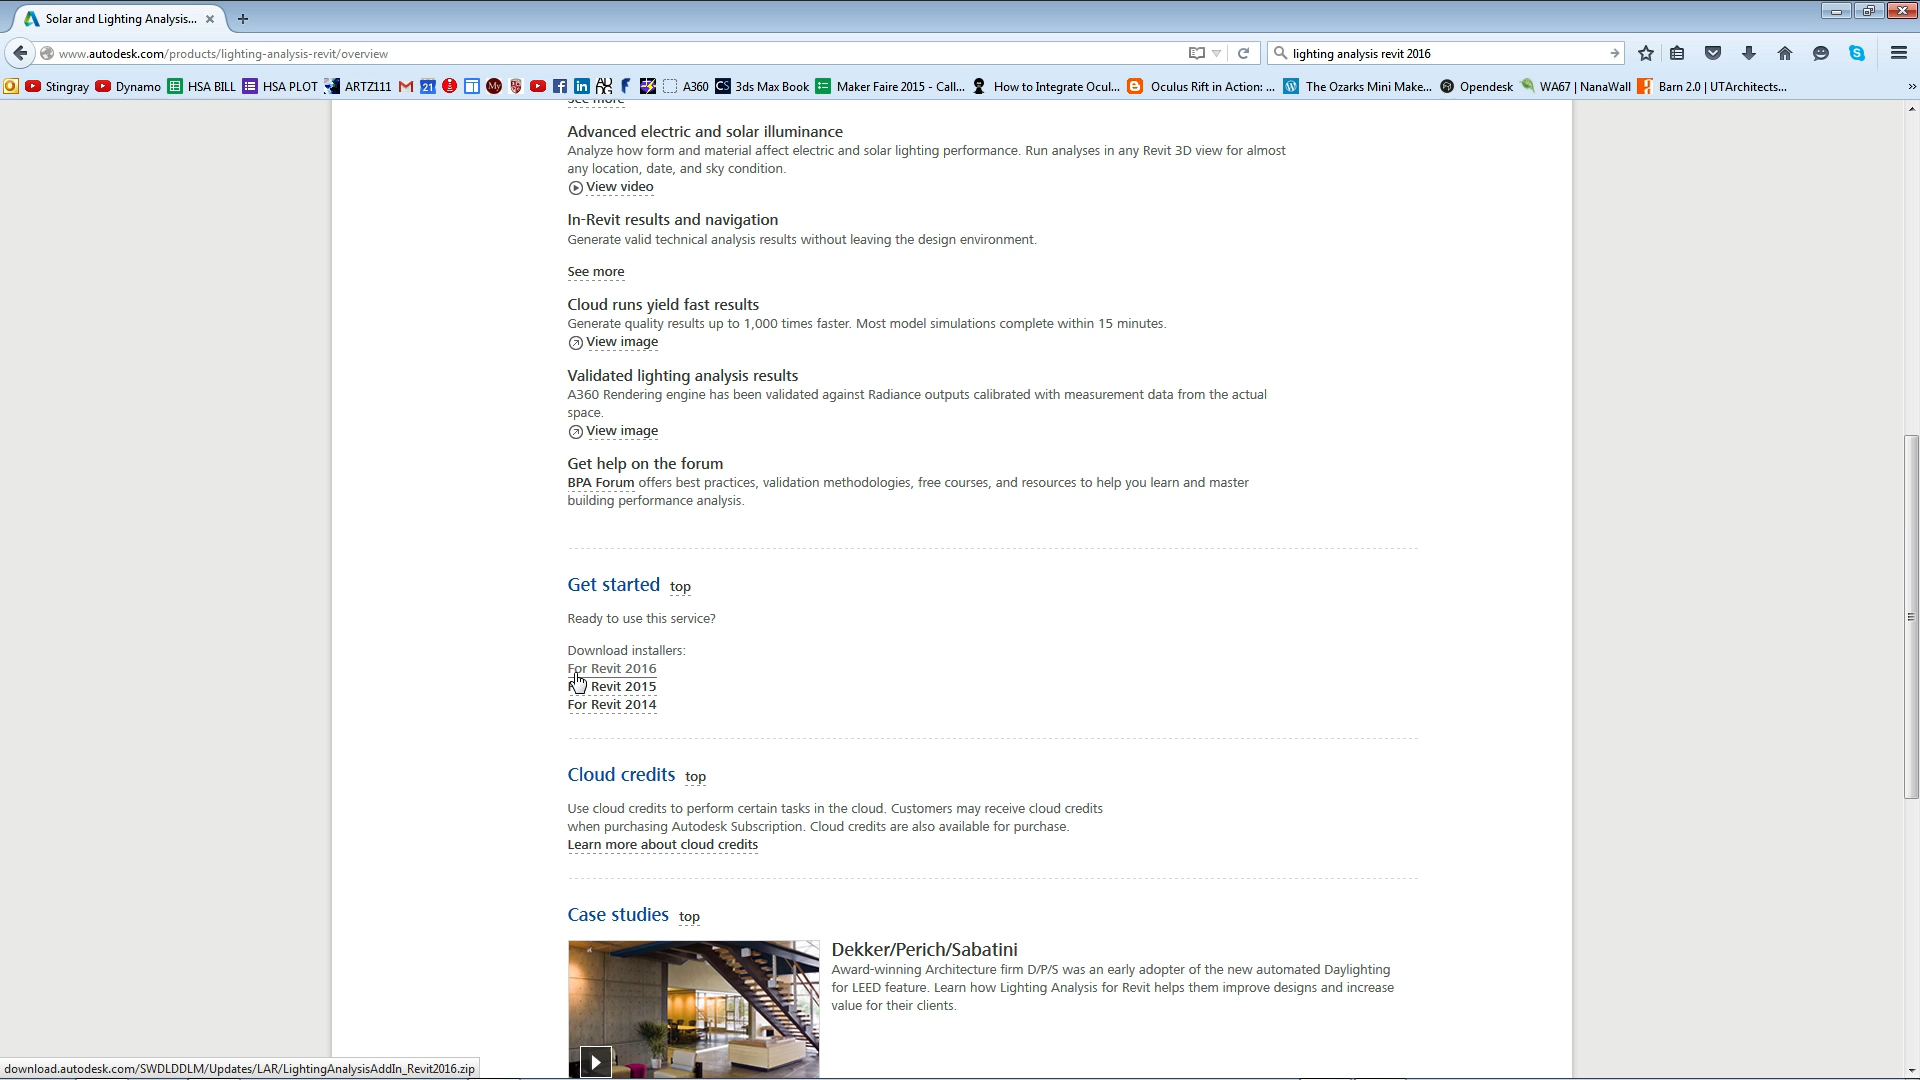 Solar and Lighting Analysis...
www.autodesk.com/products/lighting-analysis-revit/overview
lighting analysis revit 2016
Stingray Dynamo HSA BILL HSA PLOT ARTZ111 21 My A360 CS 3ds Max Book Maker Faire 2015 - Call... How to Integrate Ocul... Oculus Rift in Action: ... The Ozarks Mini Make... Opendesk WA67 | NanaWall Barn 2.0 | UTArchitects...
See more
Advanced electric and solar illuminance
Analyze how form and material affect electric and solar lighting performance. Run analyses in any Revit 3D view for almost
any location, date, and sky condition.
View video
In-Revit results and navigation
Generate valid technical analysis results without leaving the design environment.
See more
Cloud runs yield fast results
Generate quality results up to 1,000 times faster. Most model simulations complete within 15 minutes.
View image
Validated lighting analysis results
A360 Rendering engine has been validated against Radiance outputs calibrated with measurement data from the actual
space.
View image
Get help on the forum
BPA Forum offers best practices, validation methodologies, free courses, and resources to help you learn and master
building performance analysis.
Get started top
Ready to use this service?
Download installers:
For Revit 2016
For Revit 2015
For Revit 2014
Cloud credits top
Use cloud credits to perform certain tasks in the cloud. Customers may receive cloud credits
when purchasing Autodesk Subscription. Cloud credits are also available for purchase.
Learn more about cloud credits
Case studies top
Dekker/Perich/Sabatini
Award-winning Architecture firm D/P/S was an early adopter of the new automated Daylighting
for LEED feature. Learn how Lighting Analysis for Revit helps them improve designs and increase
value for their clients.
download.autodesk.com/SWDLDDLM/Updates/LAR/LightingAnalysisAddIn_Revit2016.zip